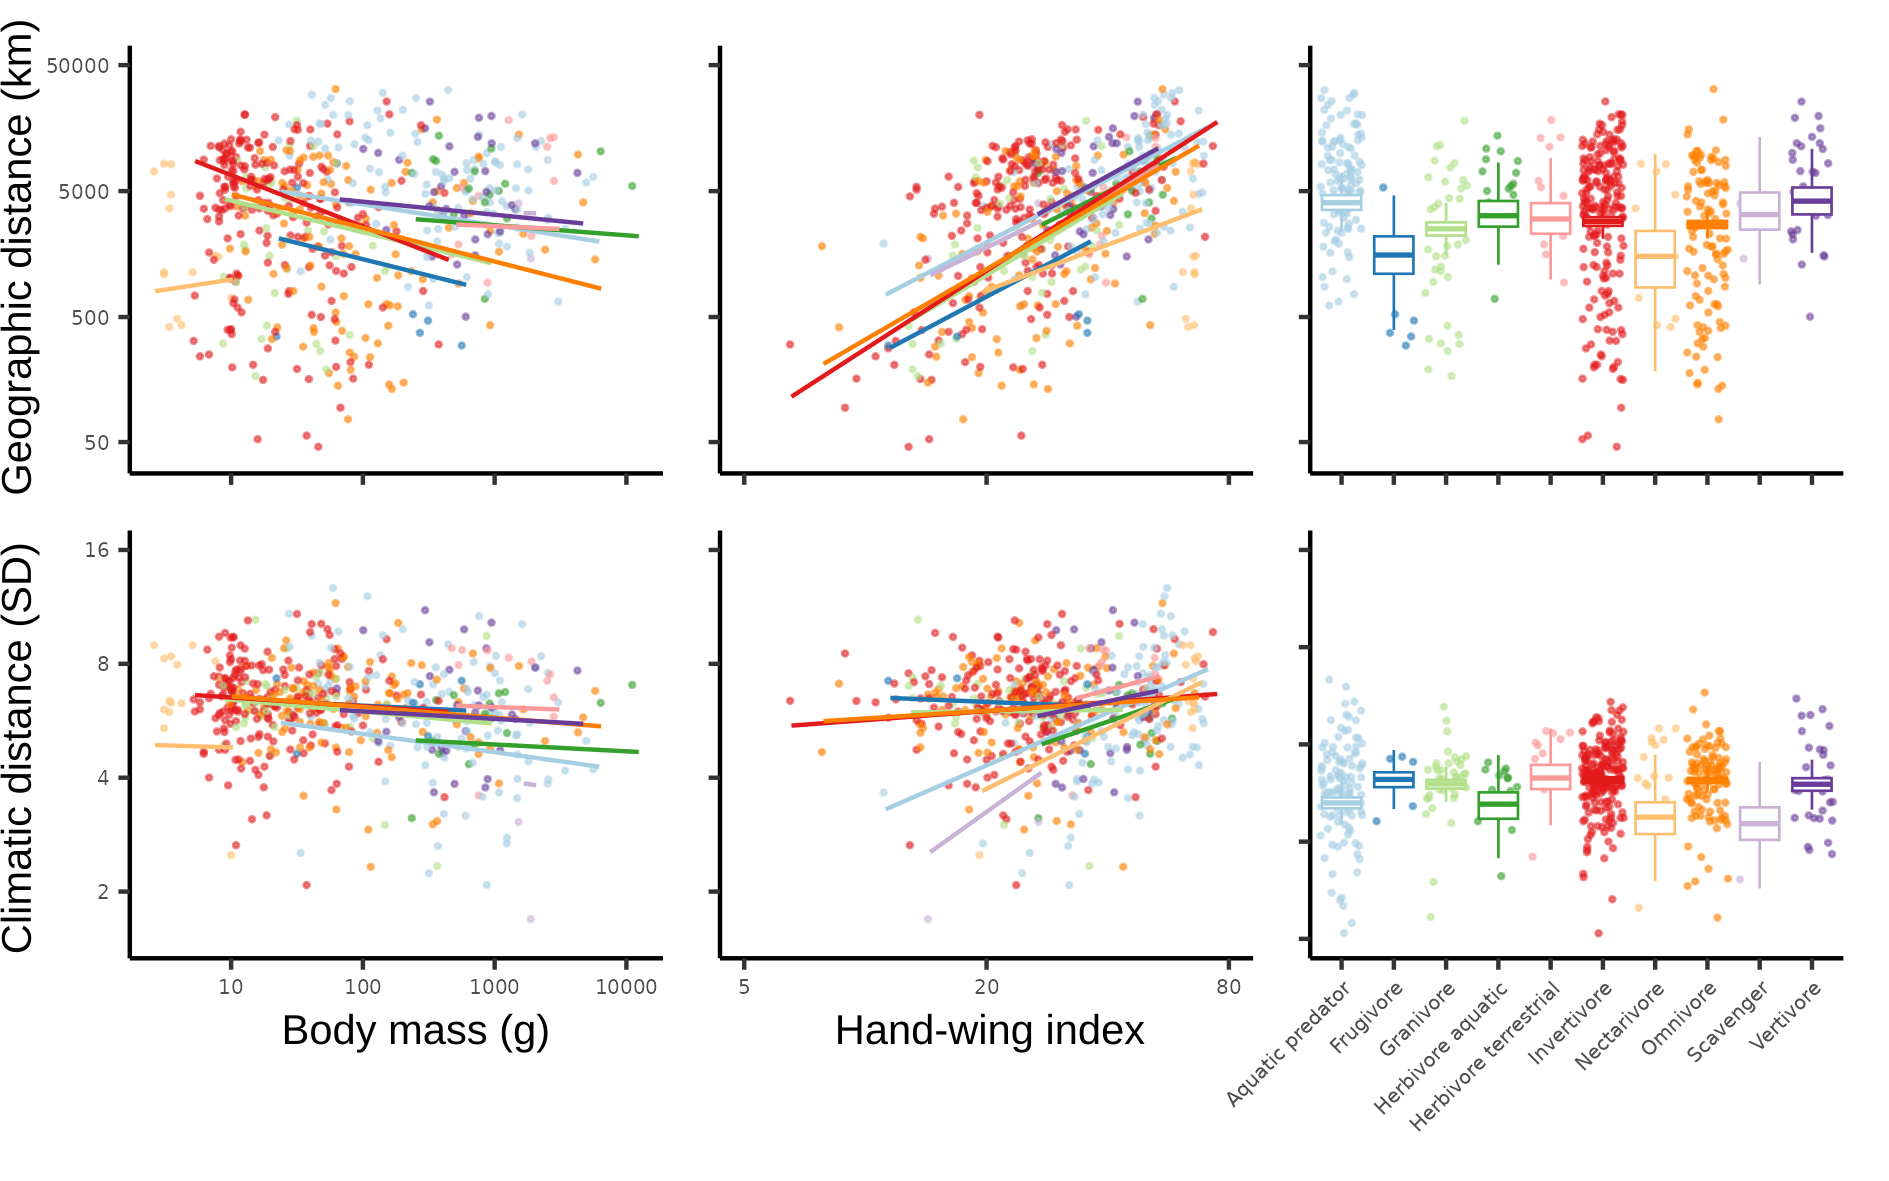 Geographic distance (km)
50000
5000
500
50
Climatic distance (SD)
16
8
4
2
10 100 1000 10000
Body mass (g)
5 20 80
Hand-wing index
Aquatic predator
Frugivore
Granivore
Herbivore aquatic
Herbivore terrestrial
Invertivore
Nectarivore
Omnivore
Scavenger
Vertivore